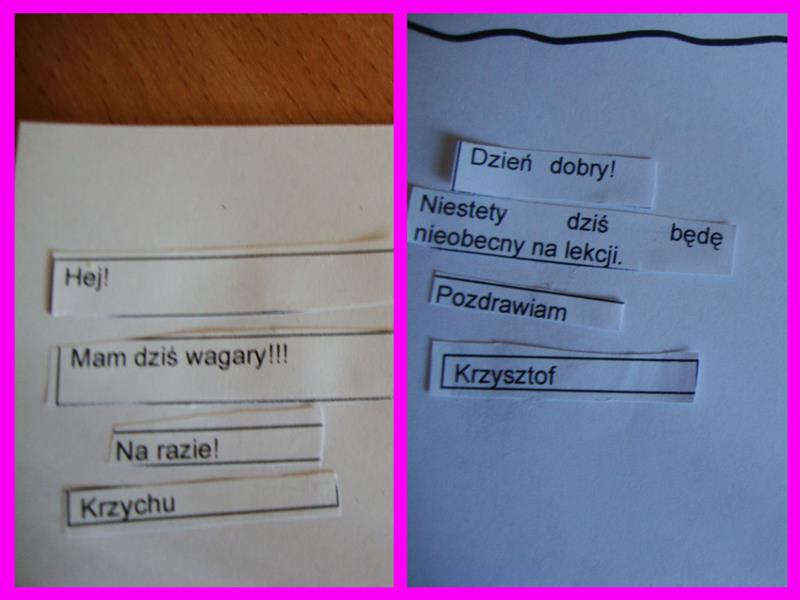 Hej!
Mam dziś wagary!!!
Na razie!
Krzychu
Dzień dobry!
Niestety dziś będę
nieobecny na lekcji.
Pozdrawiam
Krzysztof